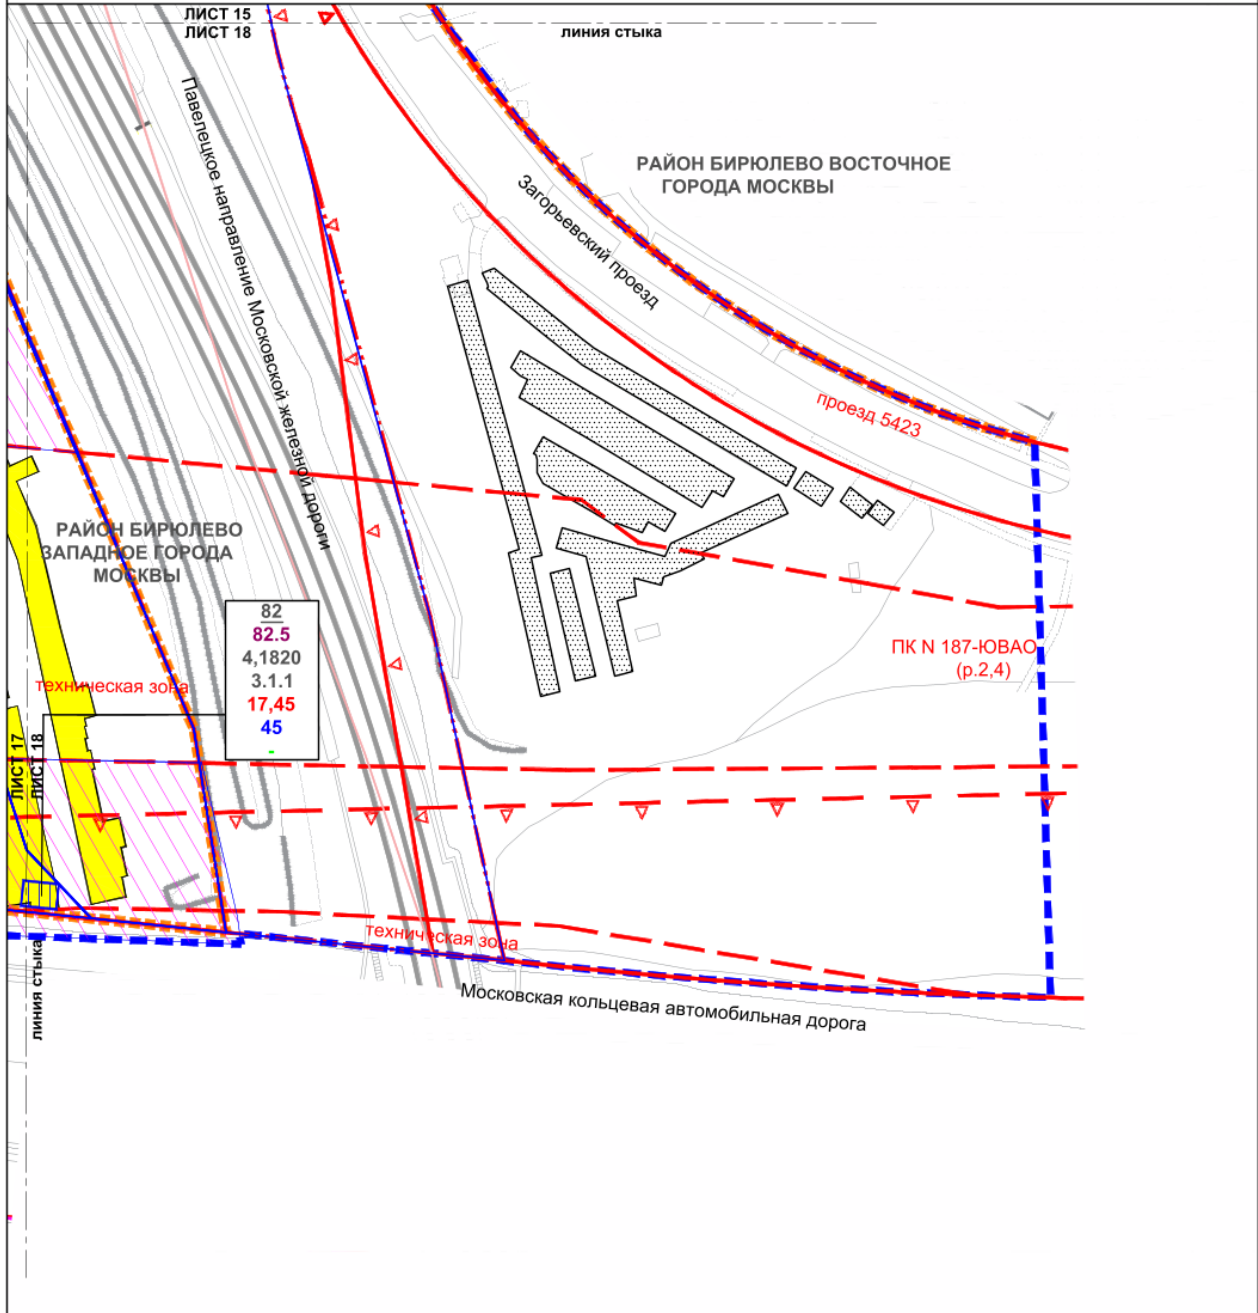 ЛИСТ 15
ЛИСТ 18
линия стыка
Павелецкое направление Московской железной дороги
РАЙОН БИРЮЛЕВО ВОСТОЧНОЕ
ГОРОДА МОСКВЫ
Загорьевский проезд
проезд 5423
РАЙОН БИРЮЛЕВО
ЗАПАДНОЕ ГОРОДА
МОСКВЫ
82
82.5
4,1820
3.1.1
17,45
45
-
ПК N 187-ЮВАО
(р.2,4)
техническая зона
ЛИСТ 17
ЛИСТ 18
техническая зона
линия стыка
Московская кольцевая автомобильная дорога